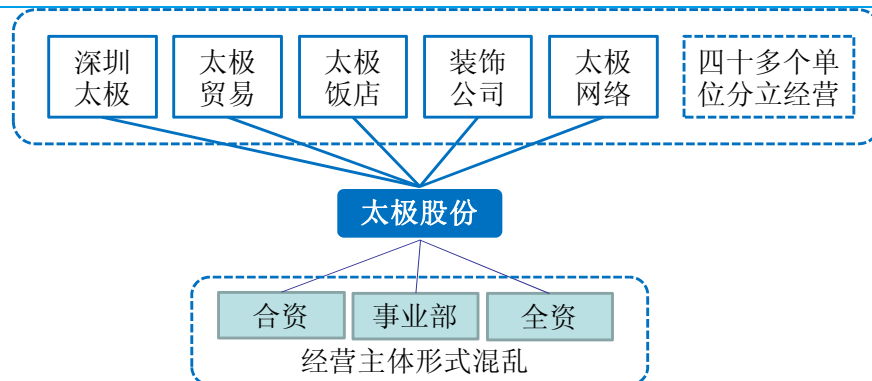 深圳
太极
太极
贸易
太极
饭店
装饰
公司
太极
网络
四十多个单
位分立经营
太极股份
合资
事业部
全资
经营主体形式混乱